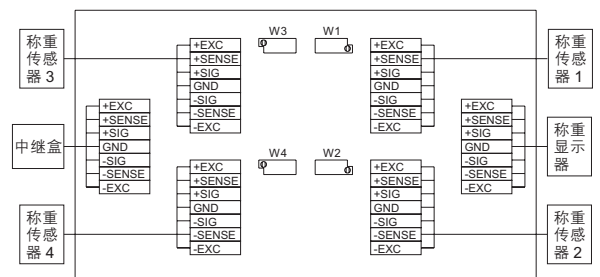 称重
传感
器 3
+EXC
+SENSE
+SIG
GND
-SIG
-SENSE
-EXC
W3
W1
+EXC
+SENSE
+SIG
GND
-SIG
-SENSE
-EXC
称重
传感
器 1
中继盒
+EXC
+SENSE
+SIG
GND
-SIG
-SENSE
-EXC
+EXC
+SENSE
+SIG
GND
-SIG
-SENSE
-EXC
称重
显示
器
称重
传感
器 4
+EXC
+SENSE
+SIG
GND
-SIG
-SENSE
-EXC
W4
W2
+EXC
+SENSE
+SIG
GND
-SIG
-SENSE
-EXC
称重
传感
器 2